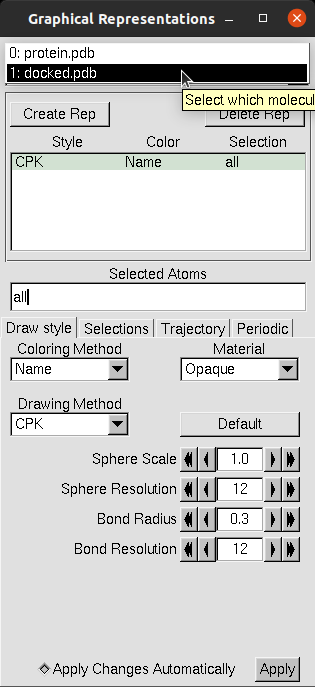 Graphical Representations
0: protein.pdb
1: docked.pdb
Select which molecul
Create Rep
Delete Rep
Style Color Selection
CPK Name all
Selected Atoms
all
Draw style Selections Trajectory Periodic
Coloring Method Material
Name Opaque
Drawing Method
CPK Default
Sphere Scale 1.0
Sphere Resolution 12
Bond Radius 0.3
Bond Resolution 12
Apply Changes Automatically Apply